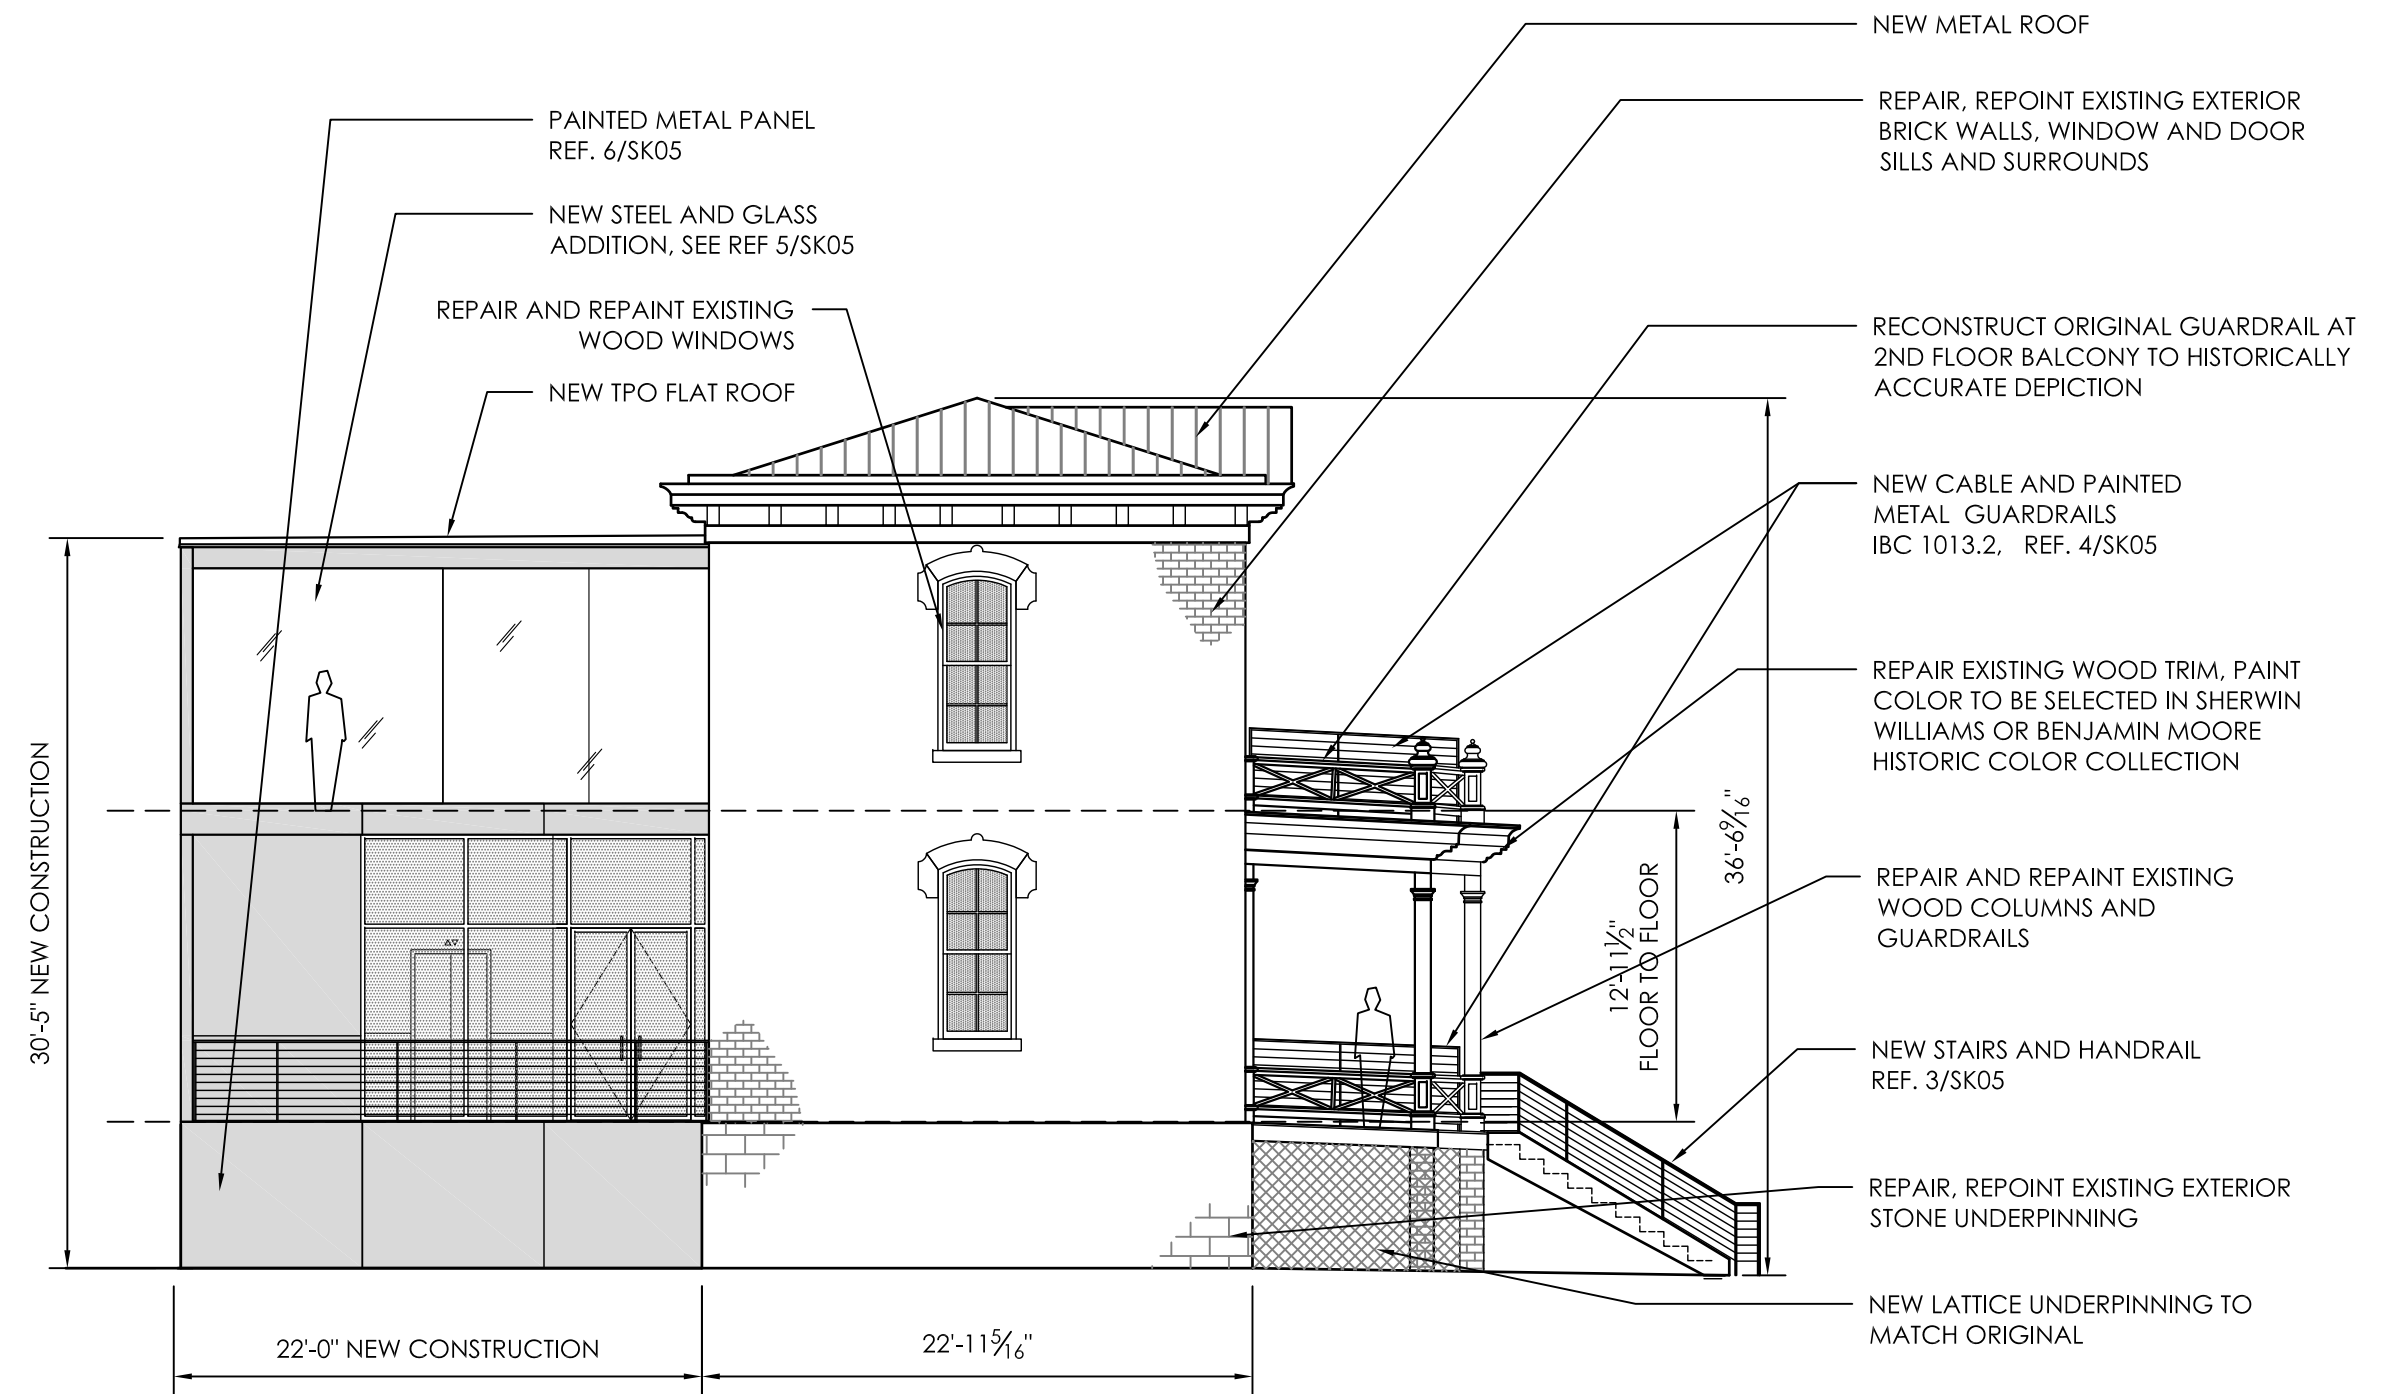 NEW METAL ROOF
REPAIR, REPOINT EXISTING EXTERIOR
BRICK WALLS, WINDOW AND DOOR
SILLS AND SURROUNDS
PAINTED METAL PANEL
REF. 6/SK05
NEW STEEL AND GLASS
ADDITION, SEE REF 5/SK05
REPAIR AND REPAINT EXISTING
WOOD WINDOWS
NEW TPO FLAT ROOF
RECONSTRUCT ORIGINAL GUARDRAIL AT
2ND FLOOR BALCONY TO HISTORICALLY
ACCURATE DEPICTION
NEW CABLE AND PAINTED
METAL  GUARDRAILS
IBC 1013.2,   REF. 4/SK05
REPAIR EXISTING WOOD TRIM, PAINT
COLOR TO BE SELECTED IN SHERWIN
WILLIAMS OR BENJAMIN MOORE
HISTORIC COLOR COLLECTION
30'-5" NEW CONSTRUCTION
36'-6 9/16"
12'-11 1/2"
FLOOR TO FLOOR
REPAIR AND REPAINT EXISTING
WOOD COLUMNS AND
GUARDRAILS
NEW STAIRS AND HANDRAIL
REF. 3/SK05
REPAIR, REPOINT EXISTING EXTERIOR
STONE UNDERPINNING
NEW LATTICE UNDERPINNING TO
MATCH ORIGINAL
22'-0" NEW CONSTRUCTION
22'-11 5/16"